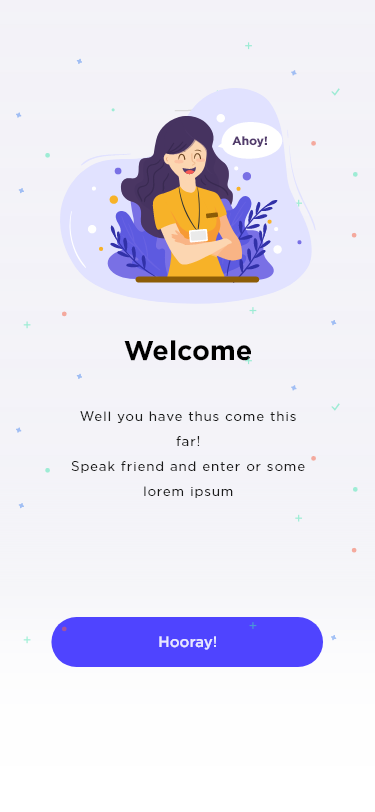 Ahoy!
Welcome
Well you have thus come this
far!
Speak friend and enter or some
lorem ipsum
Hooray!